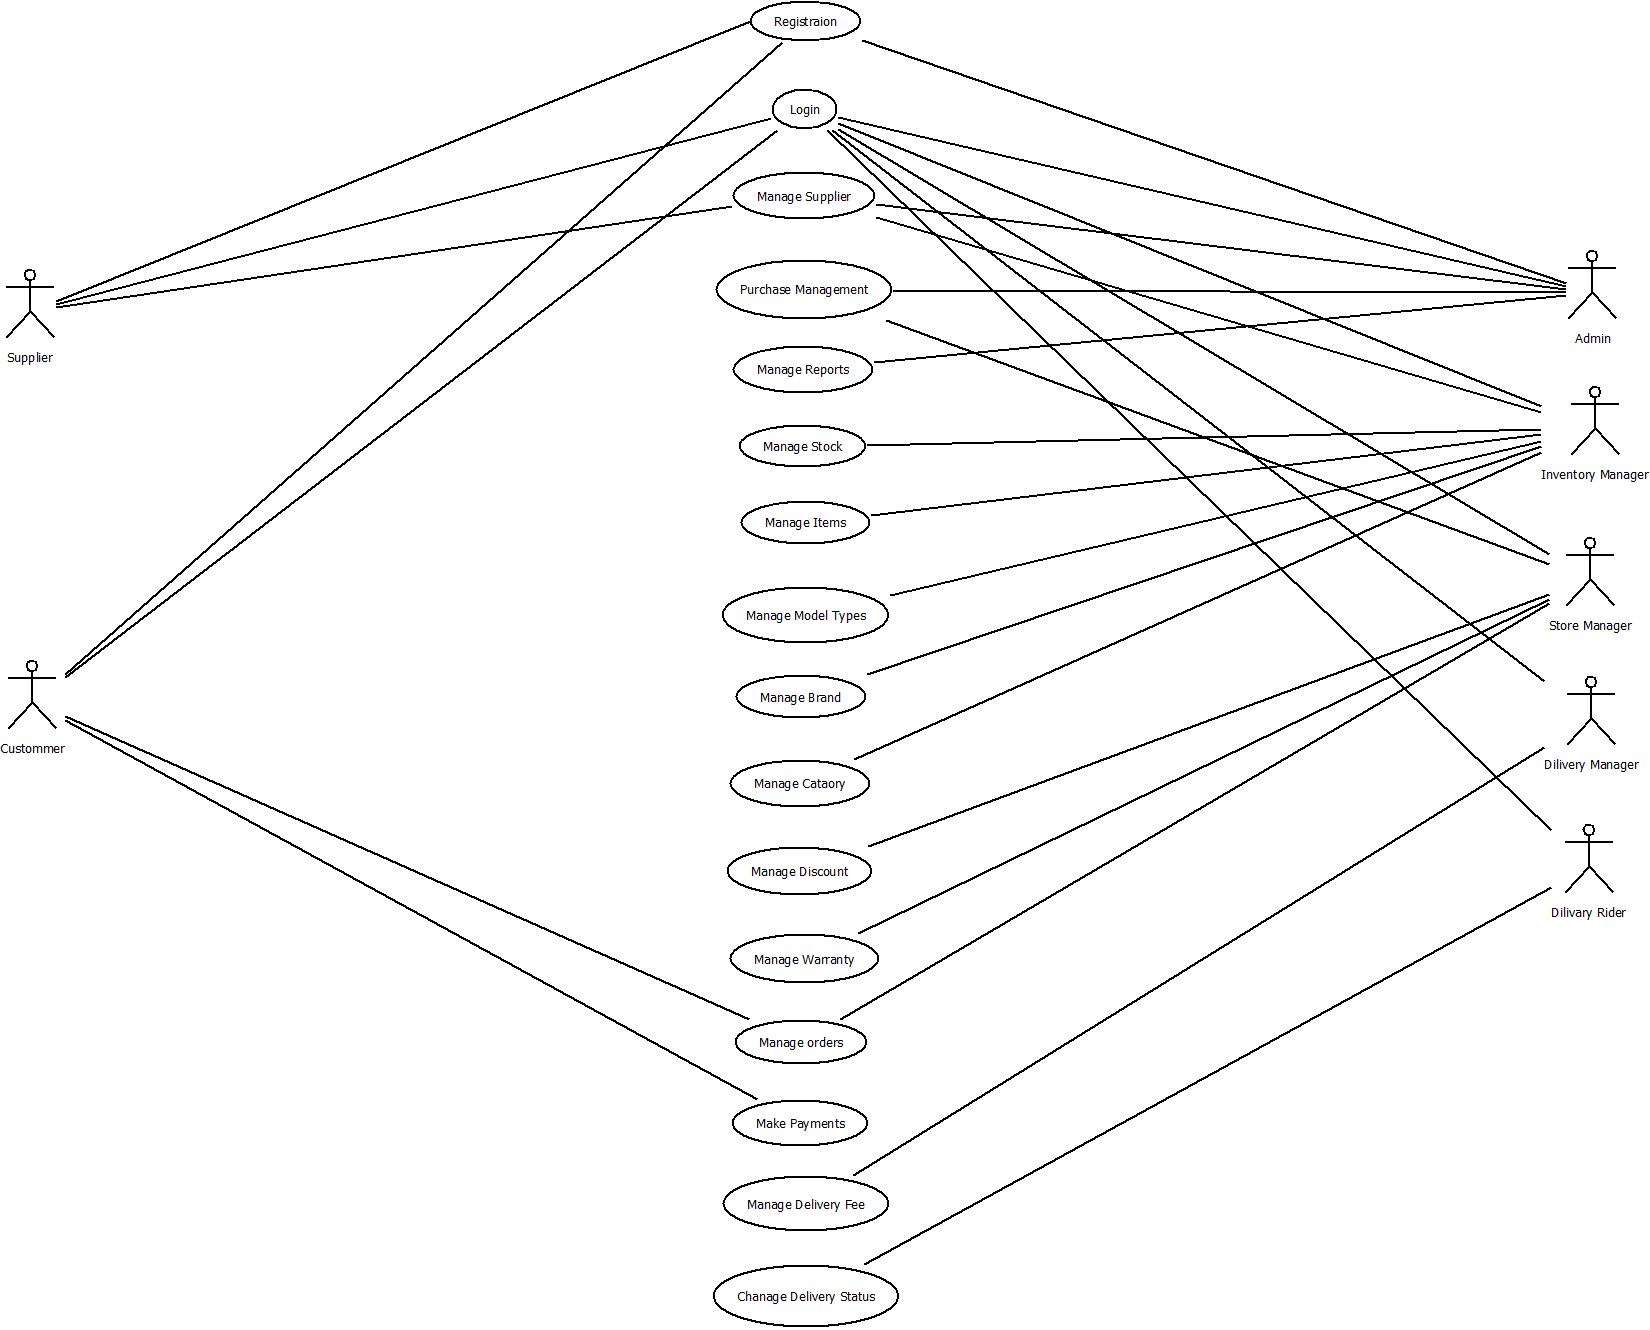 Registraion
Login
Manage Supplier
Purchase Management
Manage Reports
Manage Stock
Manage Items
Manage Model Types
Manage Brand
Manage Cataory
Manage Discount
Manage Warranty
Manage orders
Make Payments
Manage Delivery Fee
Chanage Delivery Status
Supplier
Custommer
Admin
Inventory Manager
Store Manager
Dilivery Manager
Dilivary Rider